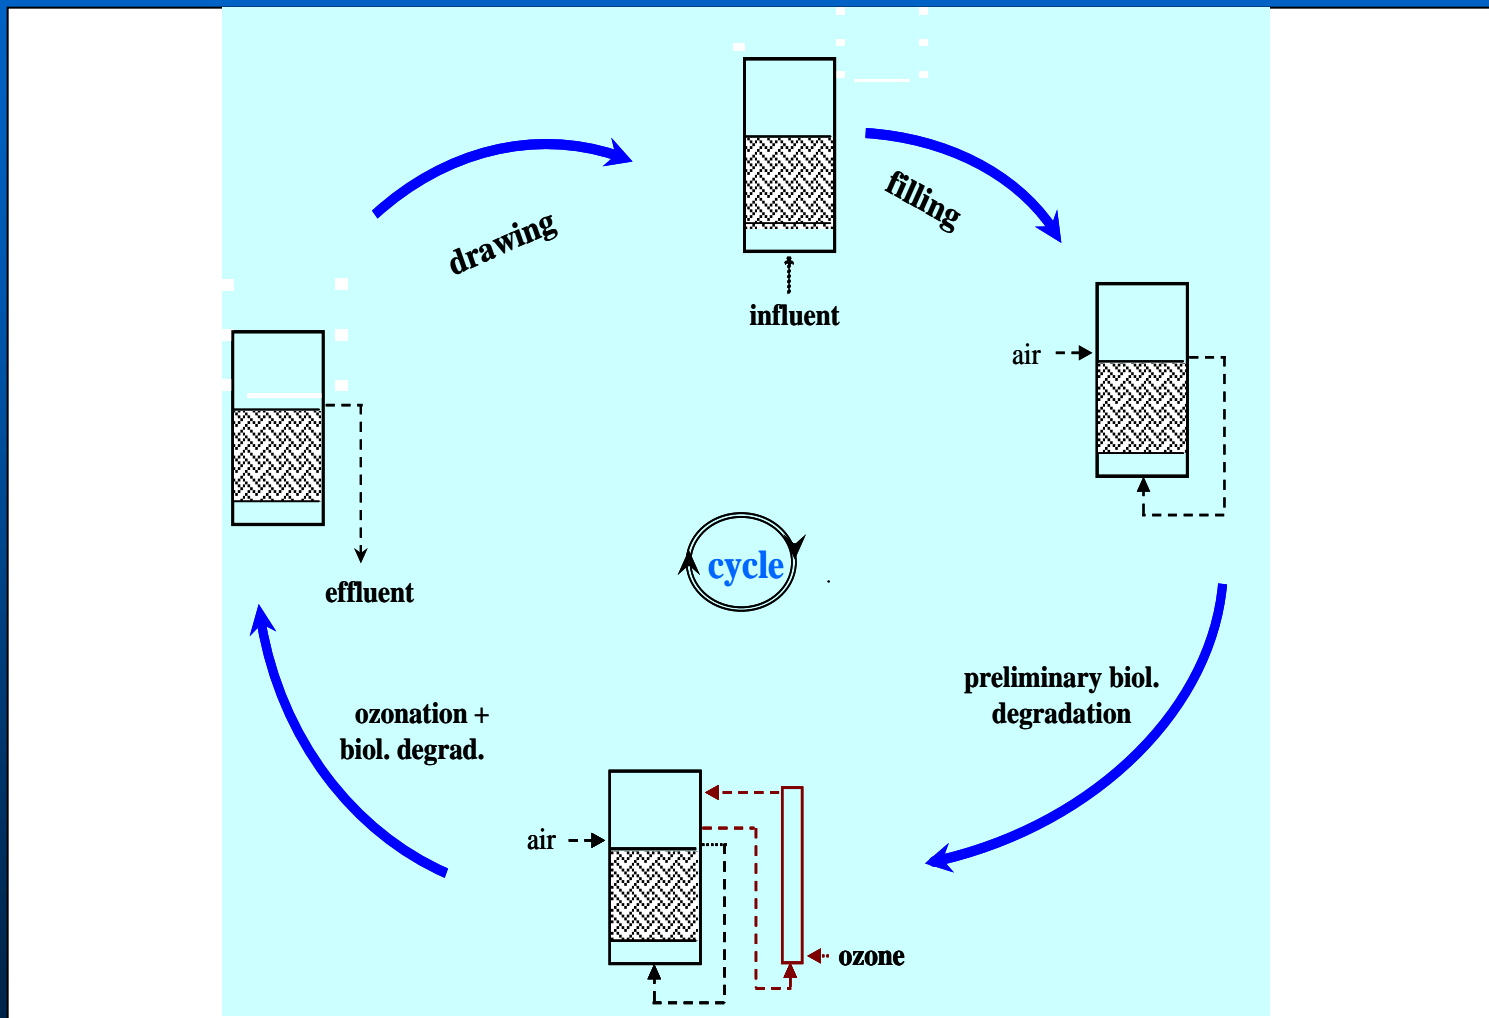 drawing
filling
influent
air
effluent
cycle
preliminary biol.
degradation
ozonation +
biol. degrad.
air
ozone